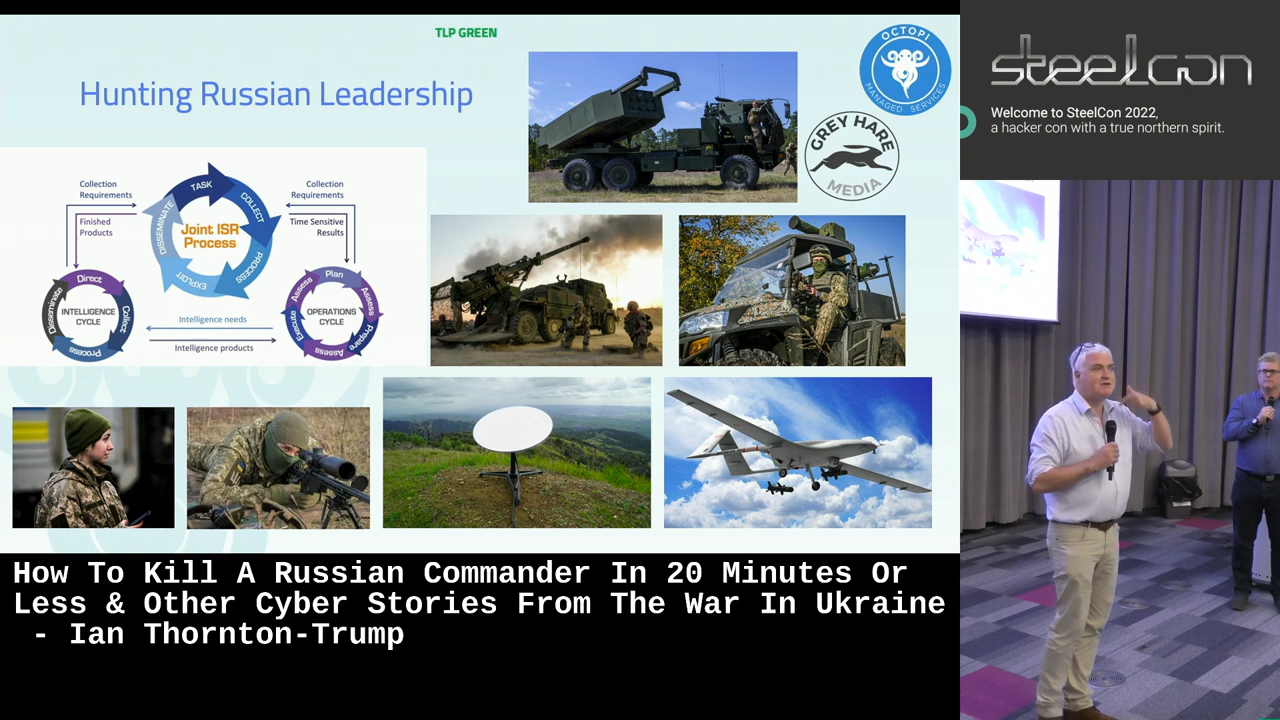 TLP GREEN
Hunting Russian Leadership
OCTOPI
MANAGED SERVICES
GREY HARE
MEDIA
Collection
Requirements
Finished
Products
TASK
COLLECT
PROCESS
EXPLOIT
DISSEMINATE
Joint ISR
Process
Collection
Requirements
Time Sensitive
Results
Direct
Collect
Process
Disseminate
INTELLIGENCE
CYCLE
Intelligence needs
Intelligence products
Plan
Assess
Prepare
Assess
Execute
Assess
OPERATIONS
CYCLE
steelcon
Welcome to SteelCon 2022,
a hacker con with a true northern spirit.
How To Kill A Russian Commander In 20 Minutes Or
Less & Other Cyber Stories From The War In Ukraine
- Ian Thornton-Trump